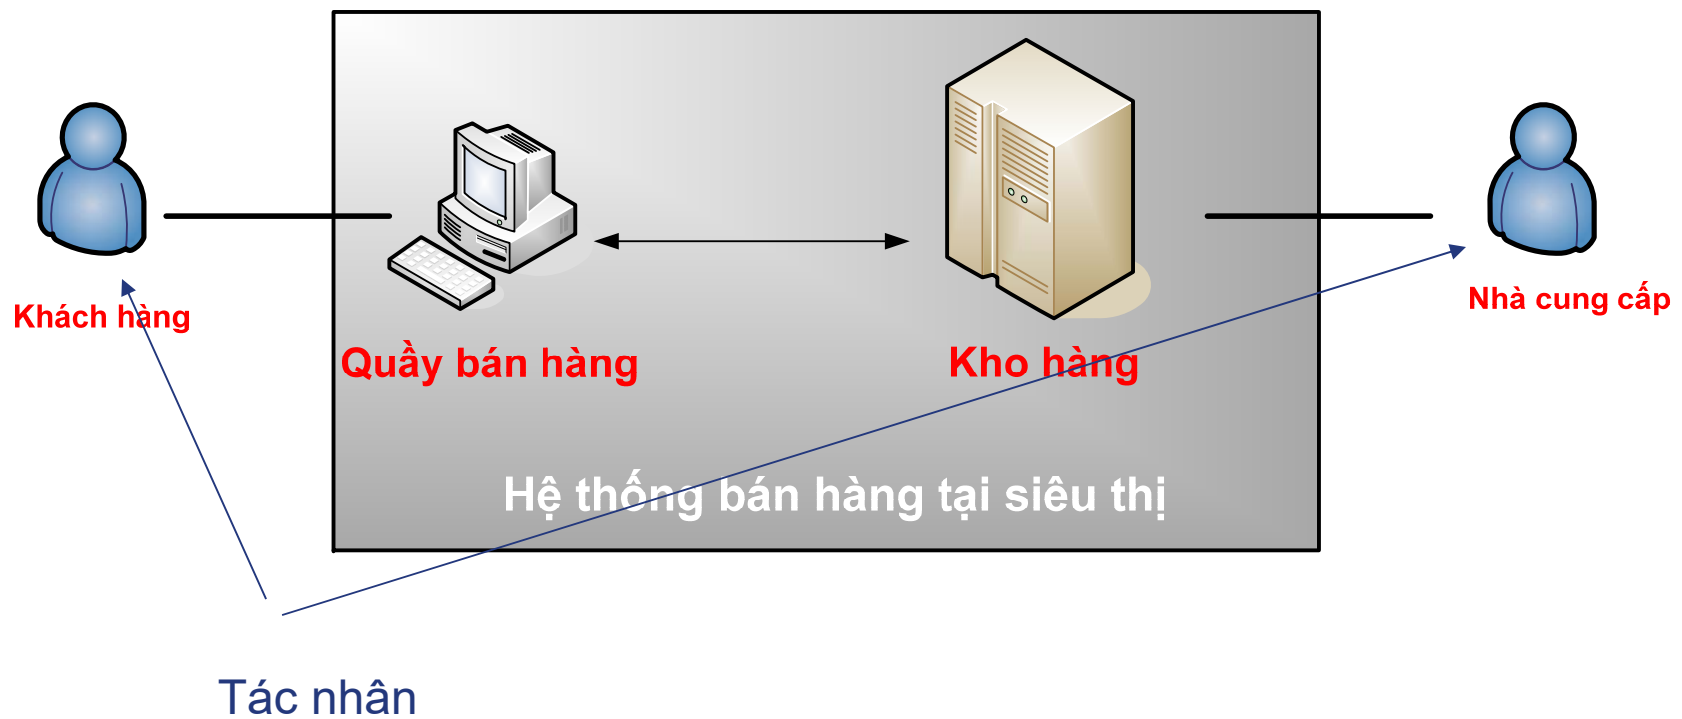 Khách hàng
Quầy bán hàng
Kho hàng
Nhà cung cấp
Hệ thống bán hàng tại siêu thị
Tác nhân